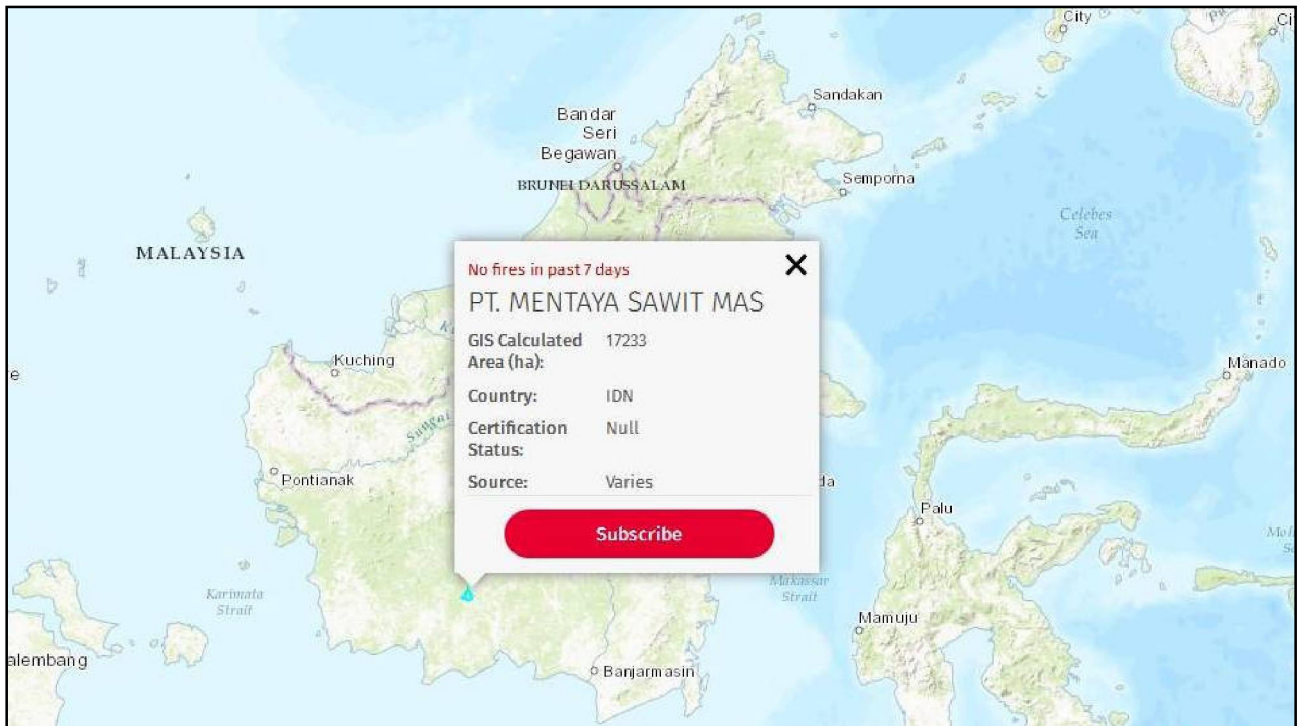 City
Ci
Sandakan
Bandar
Seri
Begawan
BRUNEI DARUSSALAM
Semporna
Celebes
Sea
MALAYSIA
No fires in past 7 days
PT. MENTAYA SAWIT MAS
GIS Calculated Area (ha): 17233
Country: IDN
Certification Status: Null
Source: Varies
Subscribe
Kuching
Manado
e
Sungai
Pontianak
da
Palu
Karimata
Strait
Makassar
Strait
Mamuju
alembang
Banjarmasin